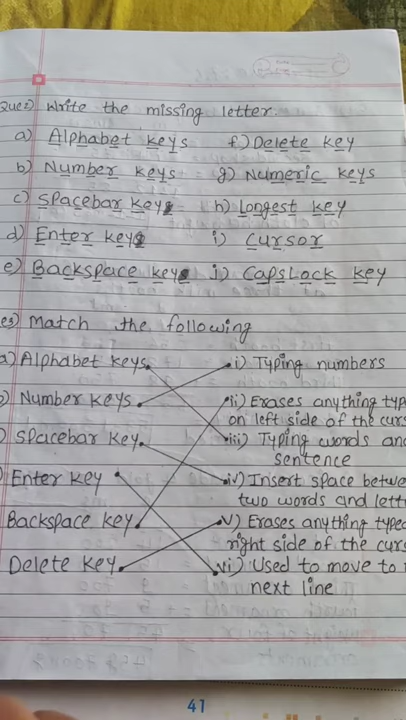 Que2) Write the missing letter.
a) Alphabet keys f) Delete key
b) Number keys g) Numeric keys
c) Spacebar key h) Longest key
d) Enter key i) Cursor
e) Backspace key j) CapsLock key
es) Match the following
a) Alphabet keys. i) Typing numbers
) Number keys. ii) Erases anything typ
on left side of the curs
) Spacebar key. iii) Typing words an
sentence
) Enter key iv) Insert space betwe
two words and lett
Backspace key. v) Erases anything typed
right side of the curs
Delete key. vi) Used to move to
next line
41